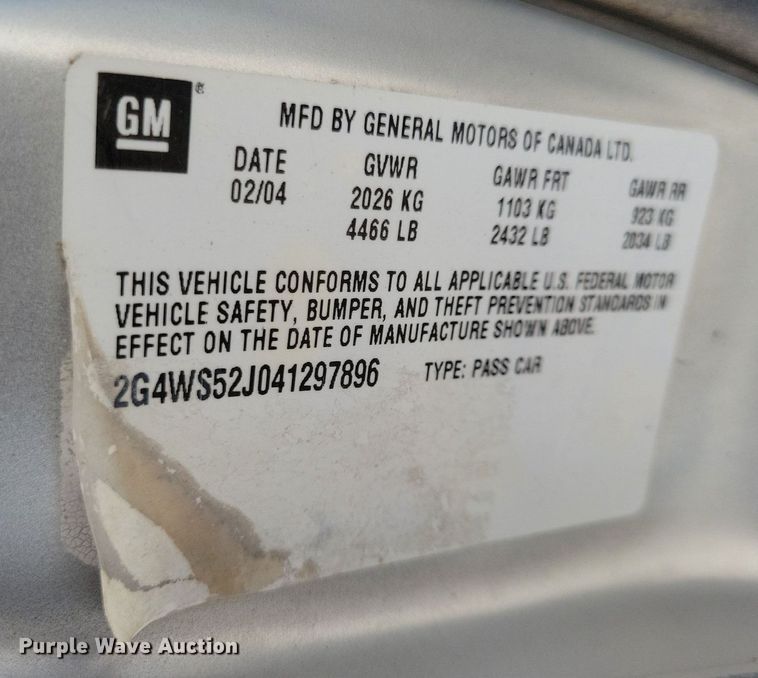 GM®
MFD BY GENERAL MOTORS OF CANADA LTD.
DATE GVWR GAWR FRT GAWR RR
02/04 2026 KG 1103 KG 923 KG
4466 LB 2432 LB 2034 LB
THIS VEHICLE CONFORMS TO ALL APPLICABLE U.S. FEDERAL MOTOR
VEHICLE SAFETY, BUMPER, AND THEFT PREVENTION STANDARDS IN
EFFECT ON THE DATE OF MANUFACTURE SHOWN ABOVE.
2G4WS52J041297896 TYPE: PASS CAR
Purple Wave Auction